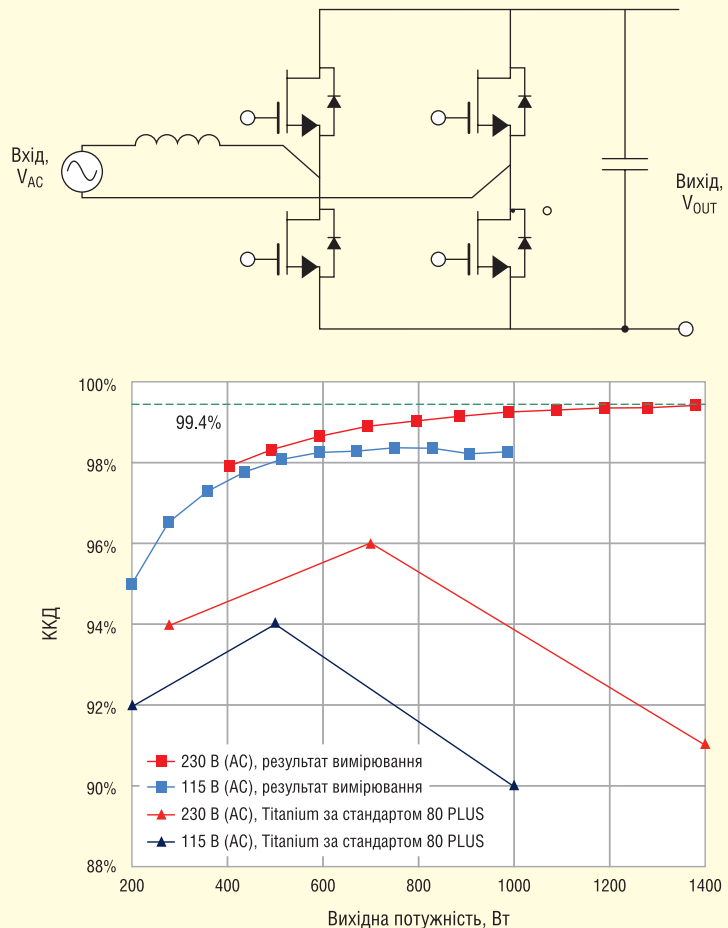 Вхід,
VAC
Вихід,
VOUT
100%
99.4%
98%
96%
94%
92%
90%
88%
ККД
230 В (AC), результат вимірювання
115 В (AC), результат вимірювання
230 В (AC), Titanium за стандартом 80 PLUS
115 В (AC), Titanium за стандартом 80 PLUS
200 400 600 800 1000 1200 1400
Вихідна потужність, Вт